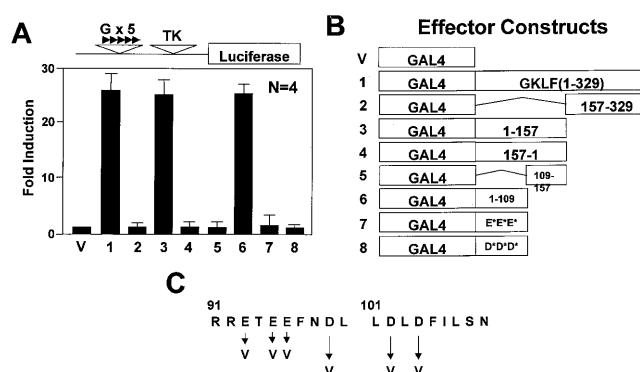 A
G x 5
TK
Luciferase
30
20
10
0
Fold Induction
N=4
V 1 2 3 4 5 6 7 8
B
Effector Constructs
V GAL4
1 GAL4 GKLF(1-329)
2 GAL4 157-329
3 GAL4 1-157
4 GAL4 157-1
5 GAL4 109-157
6 GAL4 1-109
7 GAL4 E*E*E*
8 GAL4 D*D*D*
C
91 101
R R E T E E F N D L L D L D F I L S N
V V V
V V V